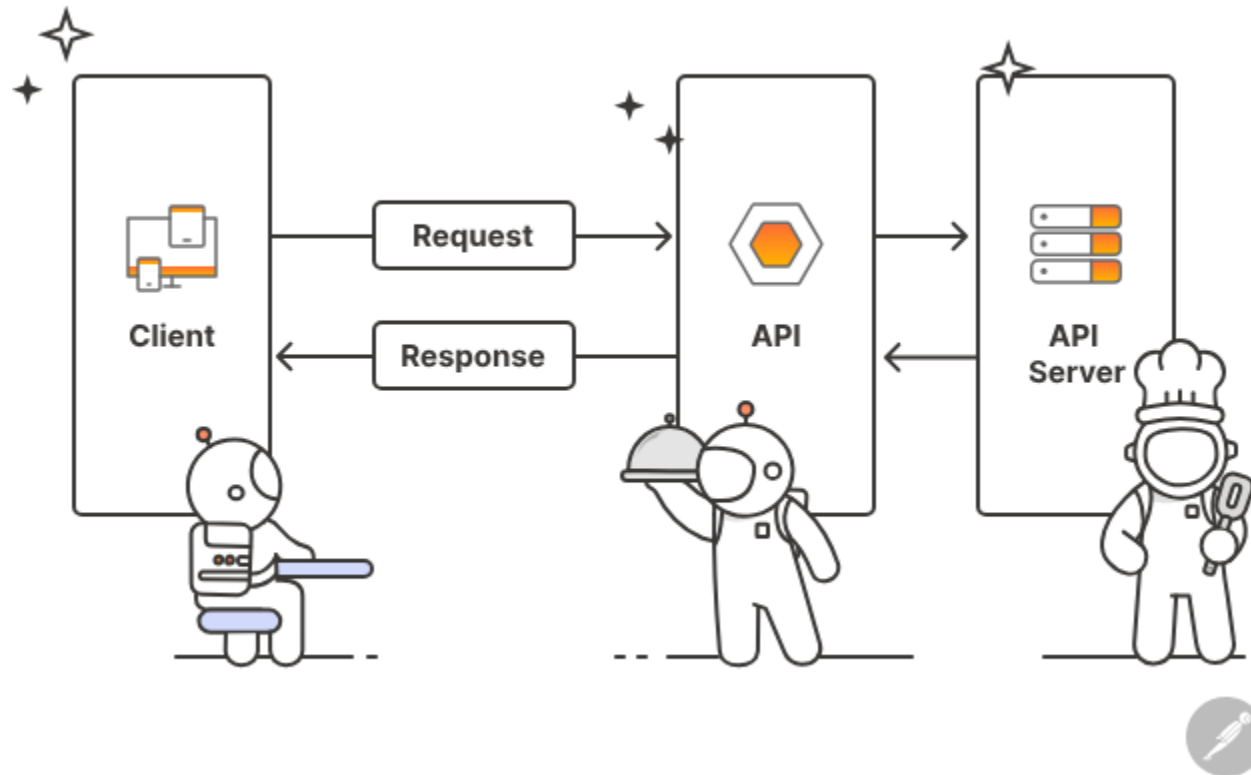 Request
Response
Client
API
API
Server